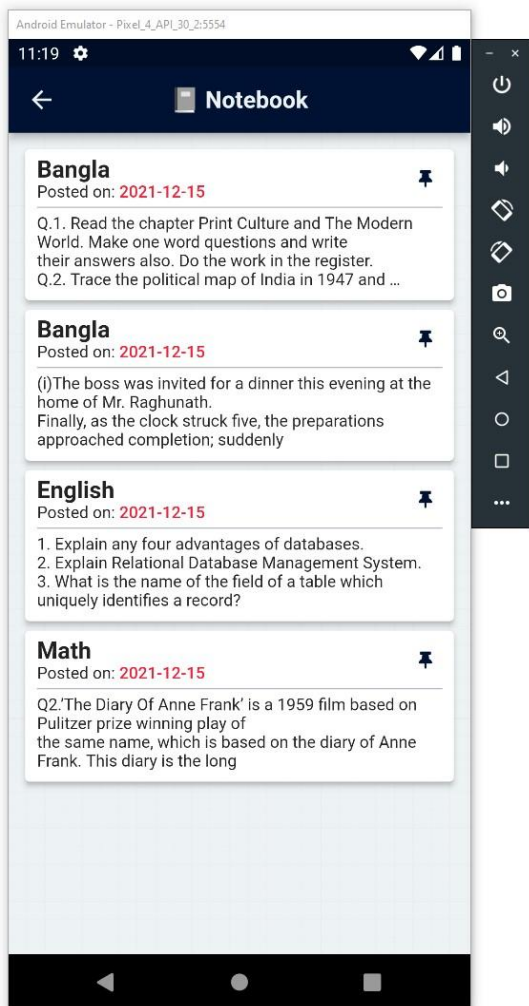 Android Emulator - Pixel_4_API_30_2:5554
11:19
Notebook
Bangla
Posted on: 2021-12-15
Q.1. Read the chapter Print Culture and The Modern
World. Make one word questions and write
their answers also. Do the work in the register.
Q.2. Trace the political map of India in 1947 and ...
Bangla
Posted on: 2021-12-15
(i)The boss was invited for a dinner this evening at the
home of Mr. Raghunath.
Finally, as the clock struck five, the preparations
approached completion; suddenly
English
Posted on: 2021-12-15
1. Explain any four advantages of databases.
2. Explain Relational Database Management System.
3. What is the name of the field of a table which
uniquely identifies a record?
Math
Posted on: 2021-12-15
Q2.‘The Diary Of Anne Frank’ is a 1959 film based on
Pulitzer prize winning play of
the same name, which is based on the diary of Anne
Frank. This diary is the long